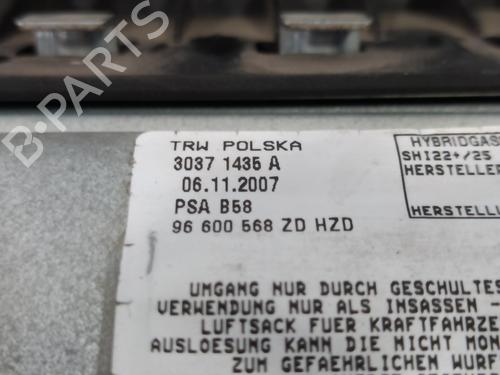 TRW POLSKA
3037 1435 A
06.11.2007
PSA B58
96 600 568 ZD HZD
HYBRIDGAS
SHI22+/25
HERSTELLER
HERSTELL
UMGANG NUR DURCH GESCHULTES
VERWENDUNG NUR ALS INSASSEN -
LUFTSACK FUER KRAFTFAHRZE
AUSLOESUNG KANN DIE NICHT MON
ZUM GEFAEHRLICHEN WURF
B-PARTS